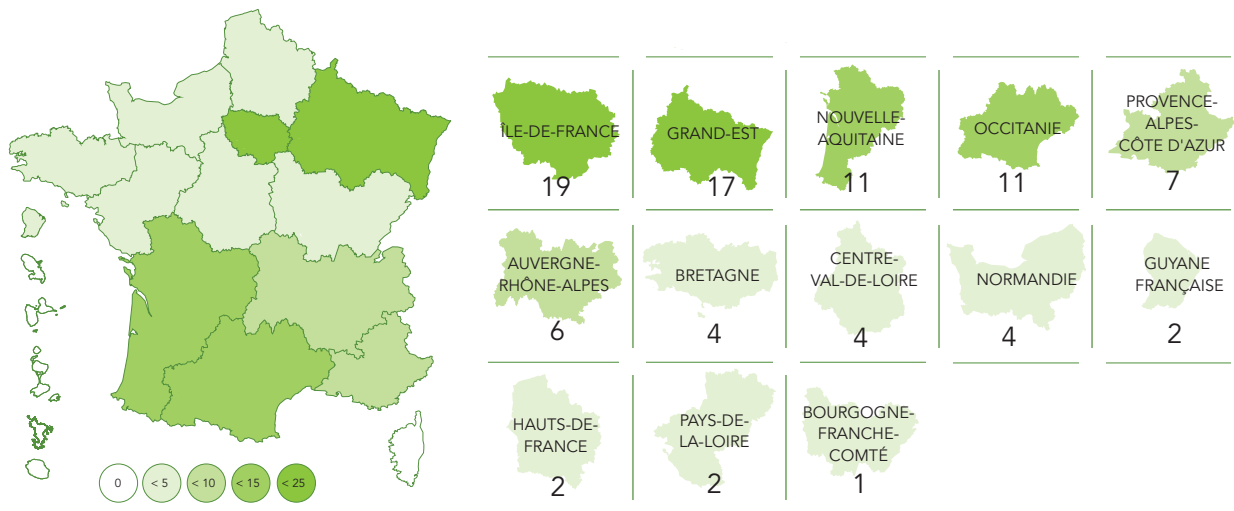 ÎLE-DE-FRANCE
19
GRAND-EST
17
NOUVELLE-
AQUITAINE
11
OCCITANIE
11
PROVENCE-
ALPES-
CÔTE D'AZUR
7
AUVERGNE-
RHÔNE-ALPES
6
BRETAGNE
4
CENTRE-
VAL-DE-LOIRE
4
NORMANDIE
4
GUYANE
FRANÇAISE
2
HAUTS-DE-
FRANCE
2
PAYS-DE-
LA-LOIRE
2
BOURGOGNE-
FRANCHE-
COMTÉ
1
0
< 5
< 10
< 15
< 25